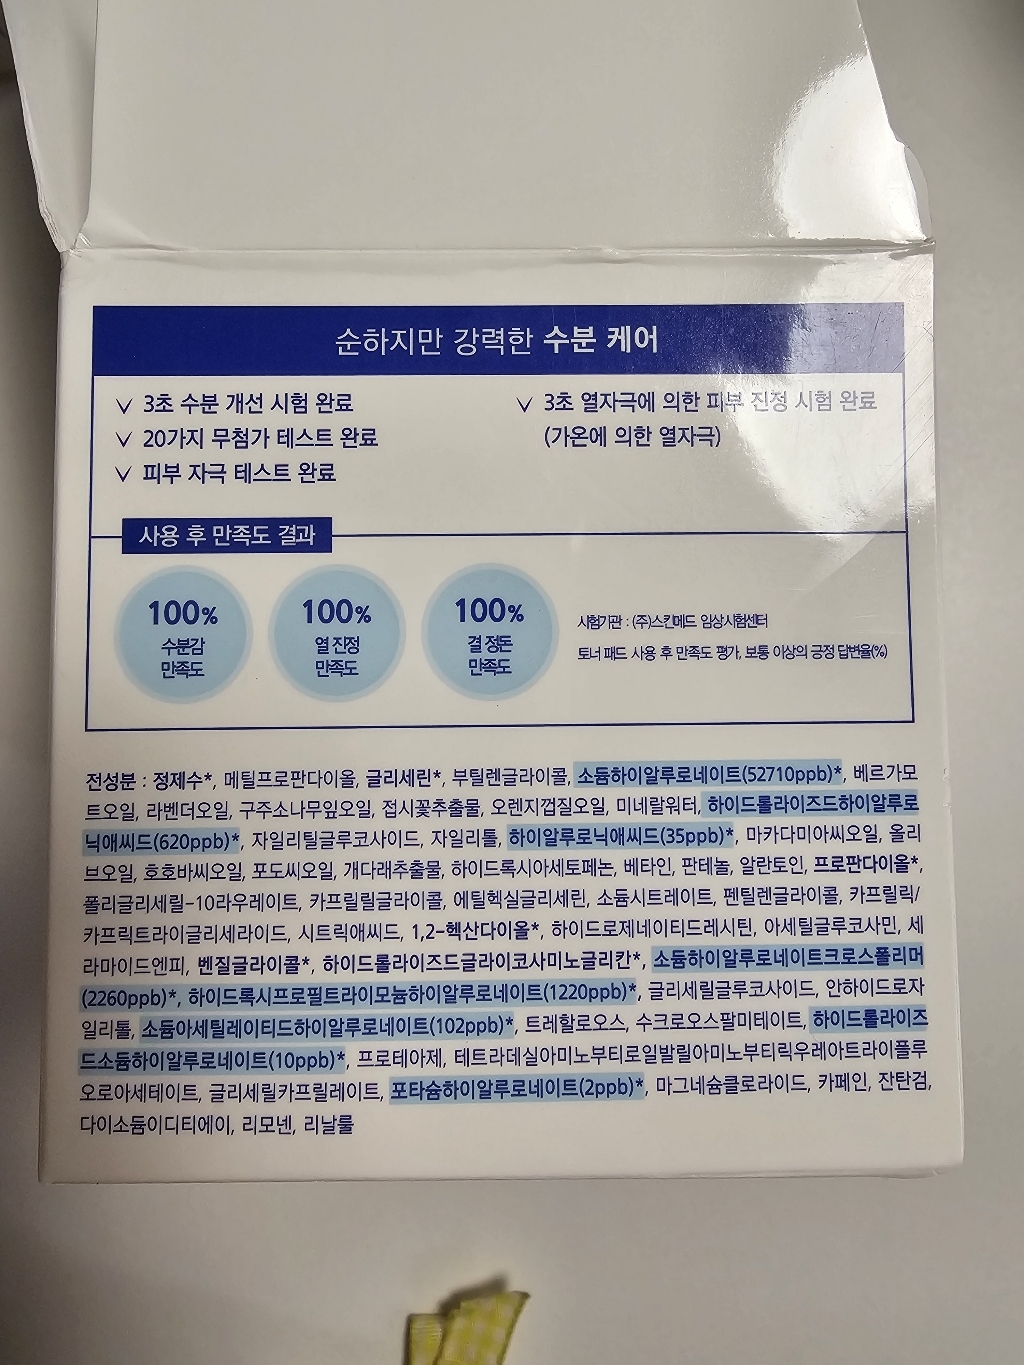 순하지만 강력한 수분 케어
∨ 3초 수분 개선 시험 완료
∨ 20가지 무첨가 테스트 완료
∨ 피부 자극 테스트 완료
∨ 3초 열자극에 의한 피부 진정 시험 완료
(가온에 의한 열자극)
사용 후 만족도 결과
100%
수분감
만족도
100%
열 진정
만족도
100%
결 정돈
만족도
시험기관 : (주)스킨메드 임상시험센터
토너 패드 사용 후 만족도 평가, 보통 이상의 긍정 답변율(%)
전성분 : 정제수*, 메틸프로판다이올, 글리세린*, 부틸렌글라이콜, 소듐하이알루로네이트(52710ppb)*, 베르가모
트오일, 라벤더오일, 구주소나무잎오일, 접시꽃추출물, 오렌지껍질오일, 미네랄워터, 하이드롤라이즈드하이알루로
닉애씨드(620ppb)*, 자일리틸글루코사이드, 자일리톨, 하이알루로닉애씨드(35ppb)*, 마카다미아씨오일, 올리
브오일, 호호바씨오일, 포도씨오일, 개다래추출물, 하이드록시아세토페논, 베타인, 판테놀, 알란토인, 프로판다이올*,
폴리글리세릴-10라우레이트, 카프릴릴글라이콜, 에틸헥실글리세린, 소듐시트레이트, 펜틸렌글라이콜, 카프릴릭/
카프릭트라이글리세라이드, 시트릭애씨드, 1,2-헥산다이올*, 하이드로제네이티드레시틴, 아세틸글루코사민, 세
라마이드엔피, 벤질글라이콜*, 하이드롤라이즈드글라이코사미노글리칸*, 소듐하이알루로네이트크로스폴리머
(2260ppb)*, 하이드록시프로필트라이모늄하이알루로네이트(1220ppb)*, 글리세릴글루코사이드, 안하이드로자
일리톨, 소듐아세틸레이티드하이알루로네이트(102ppb)*, 트레할로오스, 수크로오스팔미테이트, 하이드롤라이즈
드소듐하이알루로네이트(10ppb)*, 프로테아제, 테트라데실아미노부티로일발릴아미노부티릭우레아트라이플루
오로아세테이트, 글리세릴카프릴레이트, 포타슘하이알루로네이트(2ppb)*, 마그네슘클로라이드, 카페인, 잔탄검,
다이소듐이디티에이, 리모넨, 리날룰